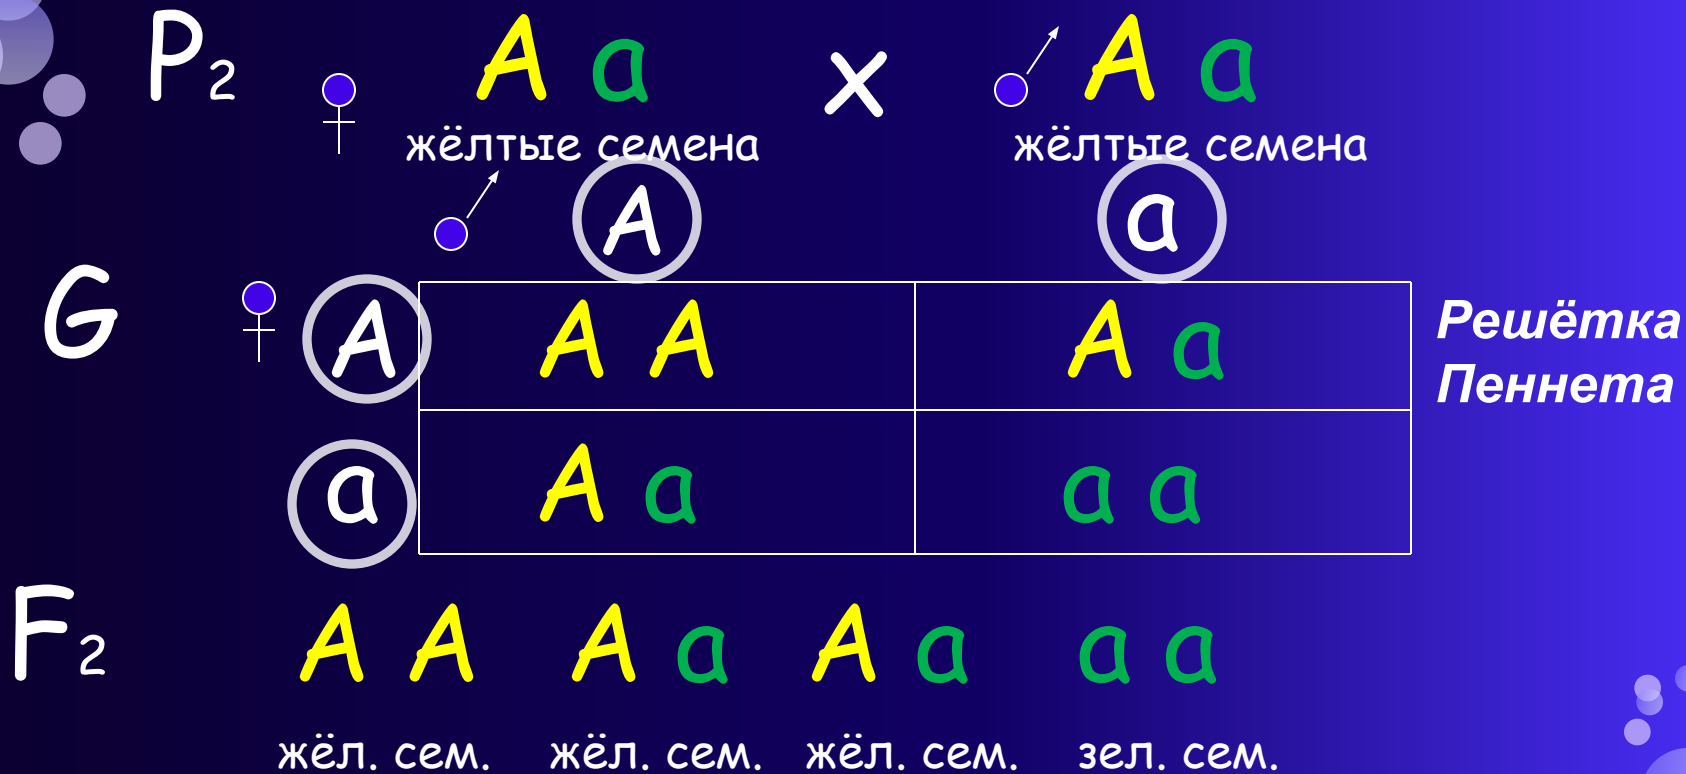 P2 ♀ A a x ♂ A a
жёлтые семена жёлтые семена
♂ A a
G ♀ A A A A a Решётка
Пеннета
a A a a a
F2 A A A a A a a a
жёл. сем. жёл. сем. жёл. сем. зел. сем.